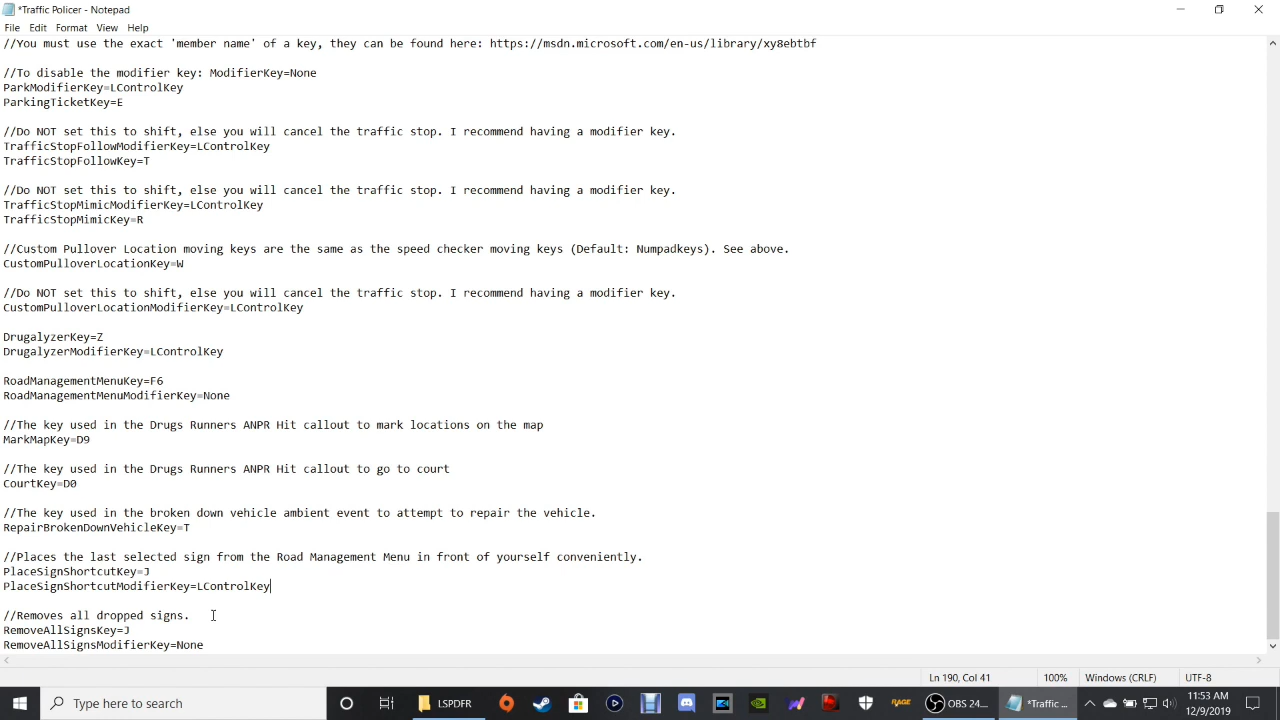 *Traffic Policer - Notepad
File Edit Format View Help
//You must use the exact 'member name' of a key, they can be found here: https://msdn.microsoft.com/en-us/library/xy8ebtbf
//To disable the modifier key: ModifierKey=None
ParkModifierKey=LControlKey
ParkingTicketKey=E
//Do NOT set this to shift, else you will cancel the traffic stop. I recommend having a modifier key.
TrafficStopFollowModifierKey=LControlKey
TrafficStopFollowKey=T
//Do NOT set this to shift, else you will cancel the traffic stop. I recommend having a modifier key.
TrafficStopMimicModifierKey=LControlKey
TrafficStopMimicKey=R
//Custom Pullover Location moving keys are the same as the speed checker moving keys (Default: Numpadkeys). See above.
CustomPulloverLocationKey=W
//Do NOT set this to shift, else you will cancel the traffic stop. I recommend having a modifier key.
CustomPulloverLocationModifierKey=LControlKey
DrugalyzerKey=Z
DrugalyzerModifierKey=LControlKey
RoadManagementMenuKey=F6
RoadManagementMenuModifierKey=None
//The key used in the Drugs Runners ANPR Hit callout to mark locations on the map
MarkMapKey=D9
//The key used in the Drugs Runners ANPR Hit callout to go to court
CourtKey=D0
//The key used in the broken down vehicle ambient event to attempt to repair the vehicle.
RepairBrokenDownVehicleKey=T
//Places the last selected sign from the Road Management Menu in front of yourself conveniently.
PlaceSignShortcutKey=J
PlaceSignShortcutModifierKey=LControlKey
//Removes all dropped signs.
RemoveAllSignsKey=J
RemoveAllSignsModifierKey=None
Ln 190, Col 41 100% Windows (CRLF) UTF-8
Type here to search LSPDFR RAGE OBS 24... *Traffic ... 11:53 AM
12/9/2019